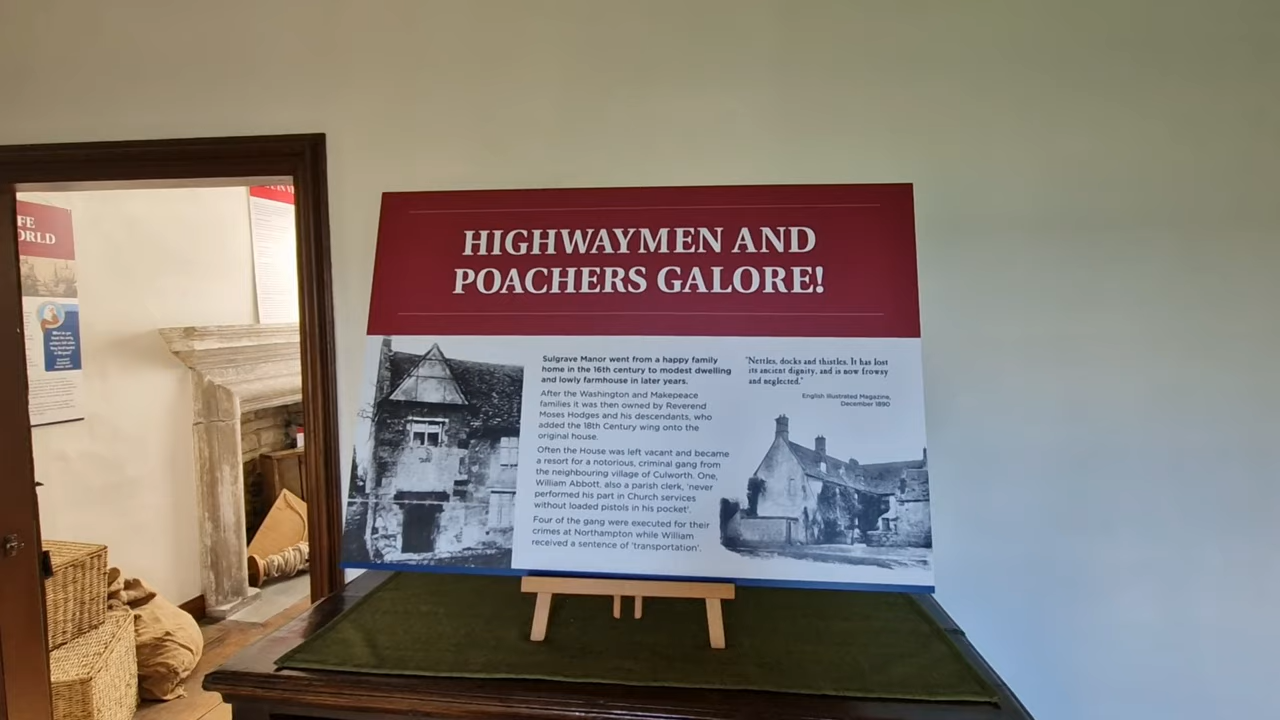 FE
ORLD
HIGHWAYMEN AND
POACHERS GALORE!
Sulgrave Manor went from a happy family
home in the 16th century to modest dwelling
and lowly farmhouse in later years.
After the Washington and Makepeace
families it was then owned by Reverend
Moses Hodges and his descendants, who
added the 18th Century wing onto the
original house.
Often the House was left vacant and became
a resort for a notorious, criminal gang from
the neighbouring village of Culworth. One,
William Abbott, also a parish clerk, 'never
performed his part in Church services
without loaded pistols in his pocket'.
Four of the gang were executed for their
crimes at Northampton while William
received a sentence of 'transportation'.
"Nettles, docks and thistles. It has lost
its ancient dignity, and is now frowsy
and neglected."
English Illustrated Magazine,
December 1890